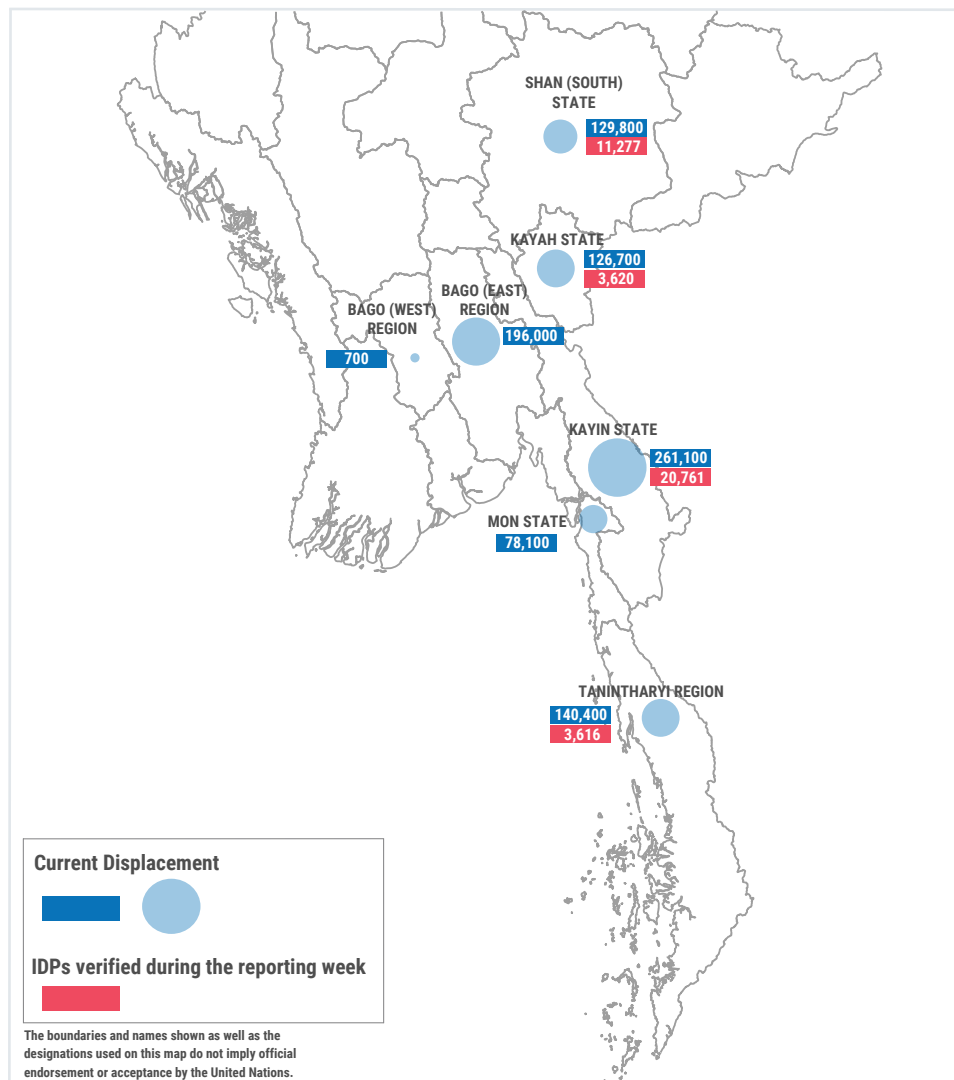 SHAN (SOUTH)
STATE
129,800
11,277
KAYAH STATE
126,700
3,620
BAGO (EAST)
REGION
196,000
BAGO (WEST)
REGION
700
KAYIN STATE
261,100
20,761
MON STATE
78,100
TANINTHARYI REGION
140,400
3,616
Current Displacement
IDPs verified during the reporting week
The boundaries and names shown as well as the
designations used on this map do not imply official
endorsement or acceptance by the United Nations.